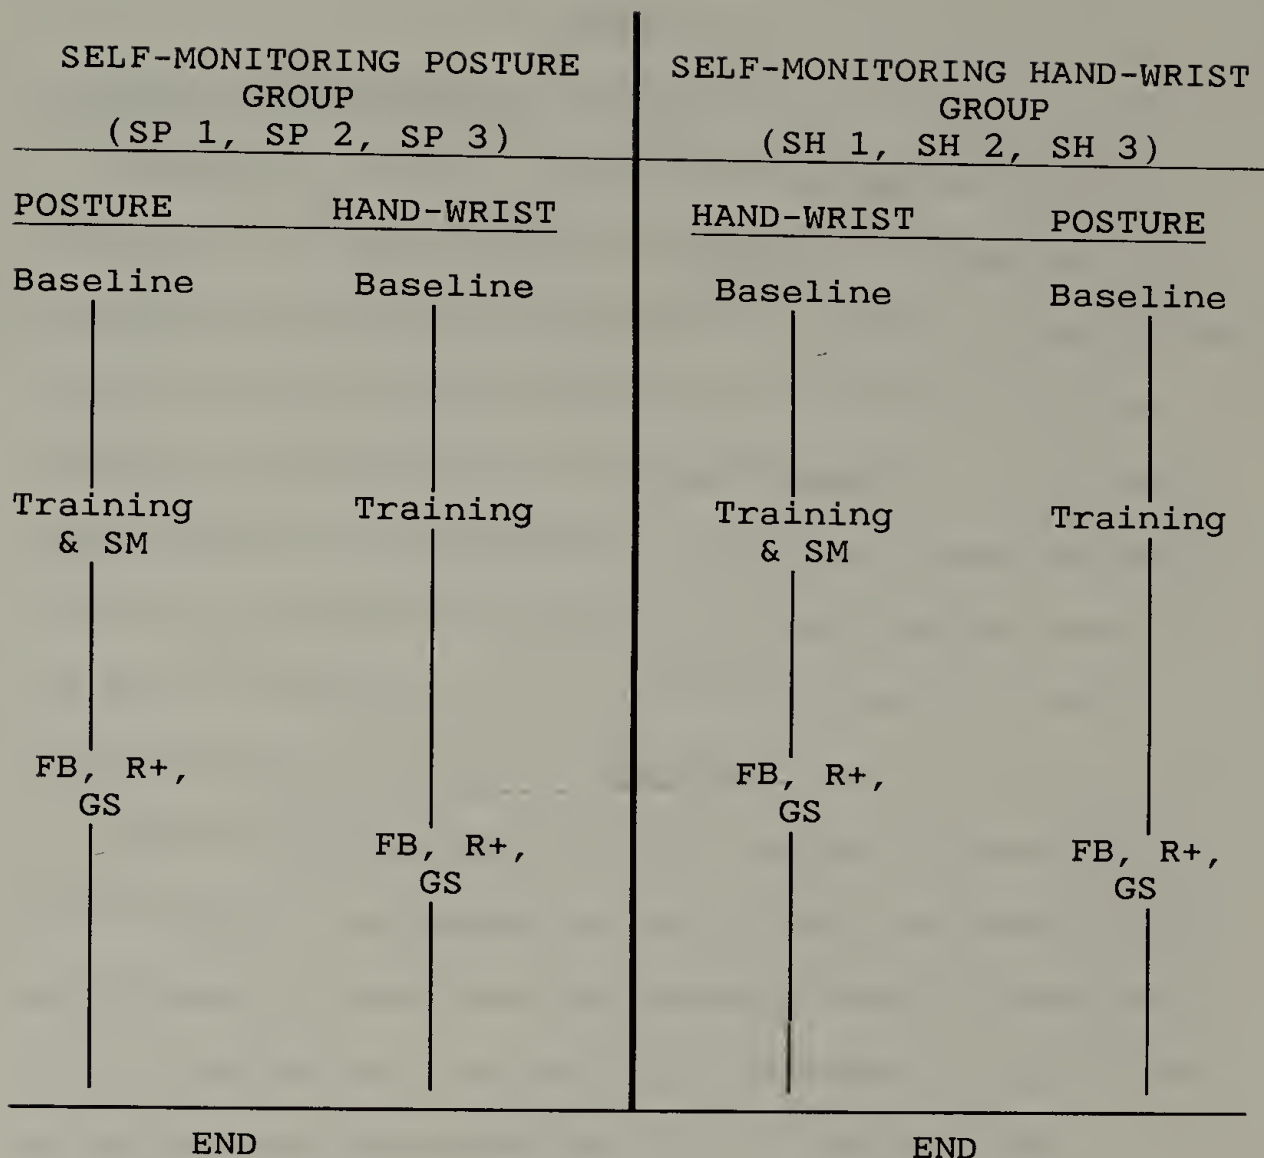 SELF-MONITORING POSTURE
GROUP
(SP 1, SP 2, SP 3)
POSTURE HAND-WRIST
Baseline Baseline
Training Training
& SM
FB, R+,
GS
FB, R+,
GS
END
SELF-MONITORING HAND-WRIST
GROUP
(SH 1, SH 2, SH 3)
HAND-WRIST POSTURE
Baseline Baseline
Training Training
& SM
FB, R+,
GS
FB, R+,
GS
END